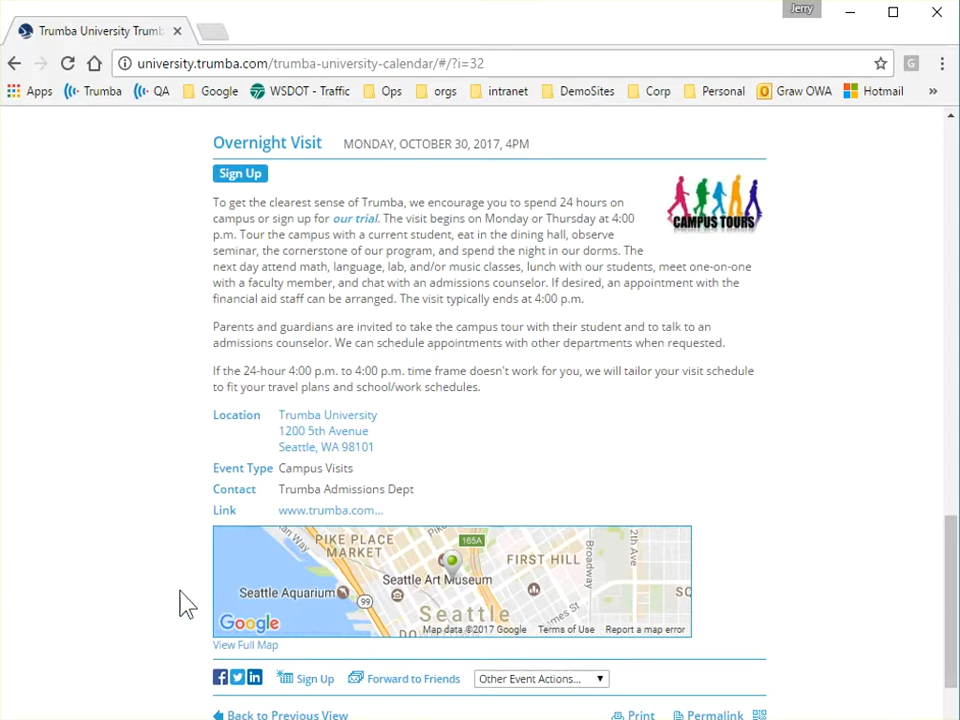 Jerry
Trumba University Trumb
university.trumba.com/trumba-university-calendar/#/?i=32
G
Apps Trumba QA Google WSDOT - Traffic Ops orgs intranet DemoSites Corp Personal Graw OWA Hotmail »
Overnight Visit MONDAY, OCTOBER 30, 2017, 4PM
Sign Up
CAMPUS TOURS
To get the clearest sense of Trumba, we encourage you to spend 24 hours on
campus or sign up for our trial. The visit begins on Monday or Thursday at 4:00
p.m. Tour the campus with a current student, eat in the dining hall, observe
seminar, the cornerstone of our program, and spend the night in our dorms. The
next day attend math, language, lab, and/or music classes, lunch with our students, meet one-on-one
with a faculty member, and chat with an admissions counselor. If desired, an appointment with the
financial aid staff can be arranged. The visit typically ends at 4:00 p.m.
Parents and guardians are invited to take the campus tour with their student and to talk to an
admissions counselor. We can schedule appointments with other departments when requested.
If the 24-hour 4:00 p.m. to 4:00 p.m. time frame doesn't work for you, we will tailor your visit schedule
to fit your travel plans and school/work schedules.
Location Trumba University
1200 5th Avenue
Seattle, WA 98101
Event Type Campus Visits
Contact Trumba Admissions Dept
Link www.trumba.com...
PIKE PLACE
MARKET
165A
FIRST HILL
Broadway
2th Ave
Seattle Art Museum
Seattle Aquarium
99
Seattle
James St
Google
Map data ©2017 Google Terms of Use Report a map error
View Full Map
Sign Up Forward to Friends Other Event Actions...
Back to Previous View Print Permalink